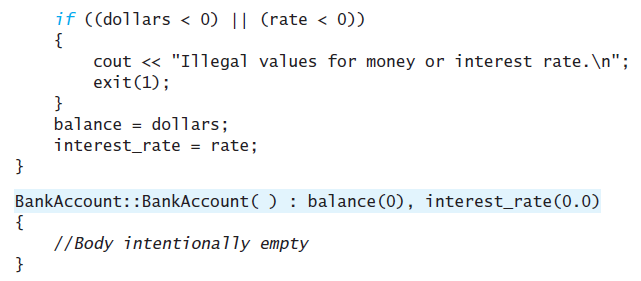 if ((dollars < 0) || (rate < 0))
{
cout << "Illegal values for money or interest rate.\n";
exit(1);
}
balance = dollars;
interest_rate = rate;
}
BankAccount::BankAccount( ) : balance(0), interest_rate(0.0)
{
//Body intentionally empty
}